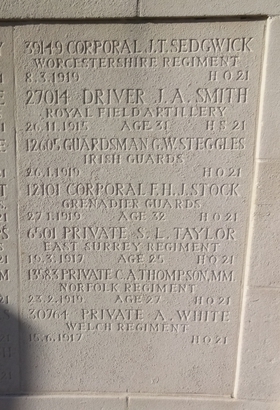 39149 CORPORAL J.T. SEDGWICK
WORCESTERSHIRE REGIMENT
8.3.1919 H O 21
27014 DRIVER J. A. SMITH
ROYAL FIELD ARTILLERY
26.11.1915 AGE 31 H S 21
12605 GUARDSMAN G.W. STEGGLES
IRISH GUARDS
26.1.1919 H O 21
12101 CORPORAL F.H.J. STOCK
GRENADIER GUARDS
27.1.1919 AGE 32 H O 21
6501 PRIVATE S. L. TAYLOR
EAST SURREY REGIMENT
19.3.1917 AGE 25 H O 21
13583 PRIVATE C.A THOMPSON, MM
NORFOLK REGIMENT
23.2.1919 AGE 27 H O 21
30764 PRIVATE A. WHITE
WELCH REGIMENT
15.6.1917 H O 21